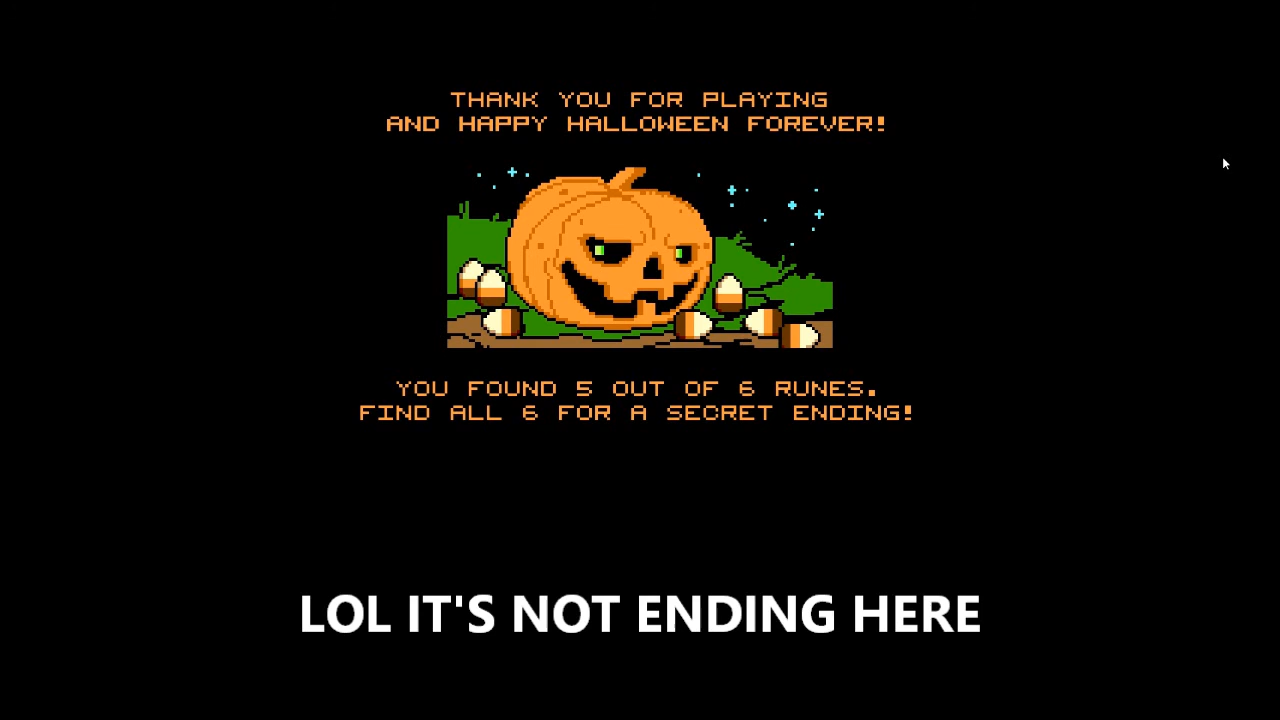 THANK YOU FOR PLAYING
AND HAPPY HALLOWEEN FOREVER!
YOU FOUND 5 OUT OF 6 RUNES.
FIND ALL 6 FOR A SECRET ENDING!
LOL IT'S NOT ENDING HERE